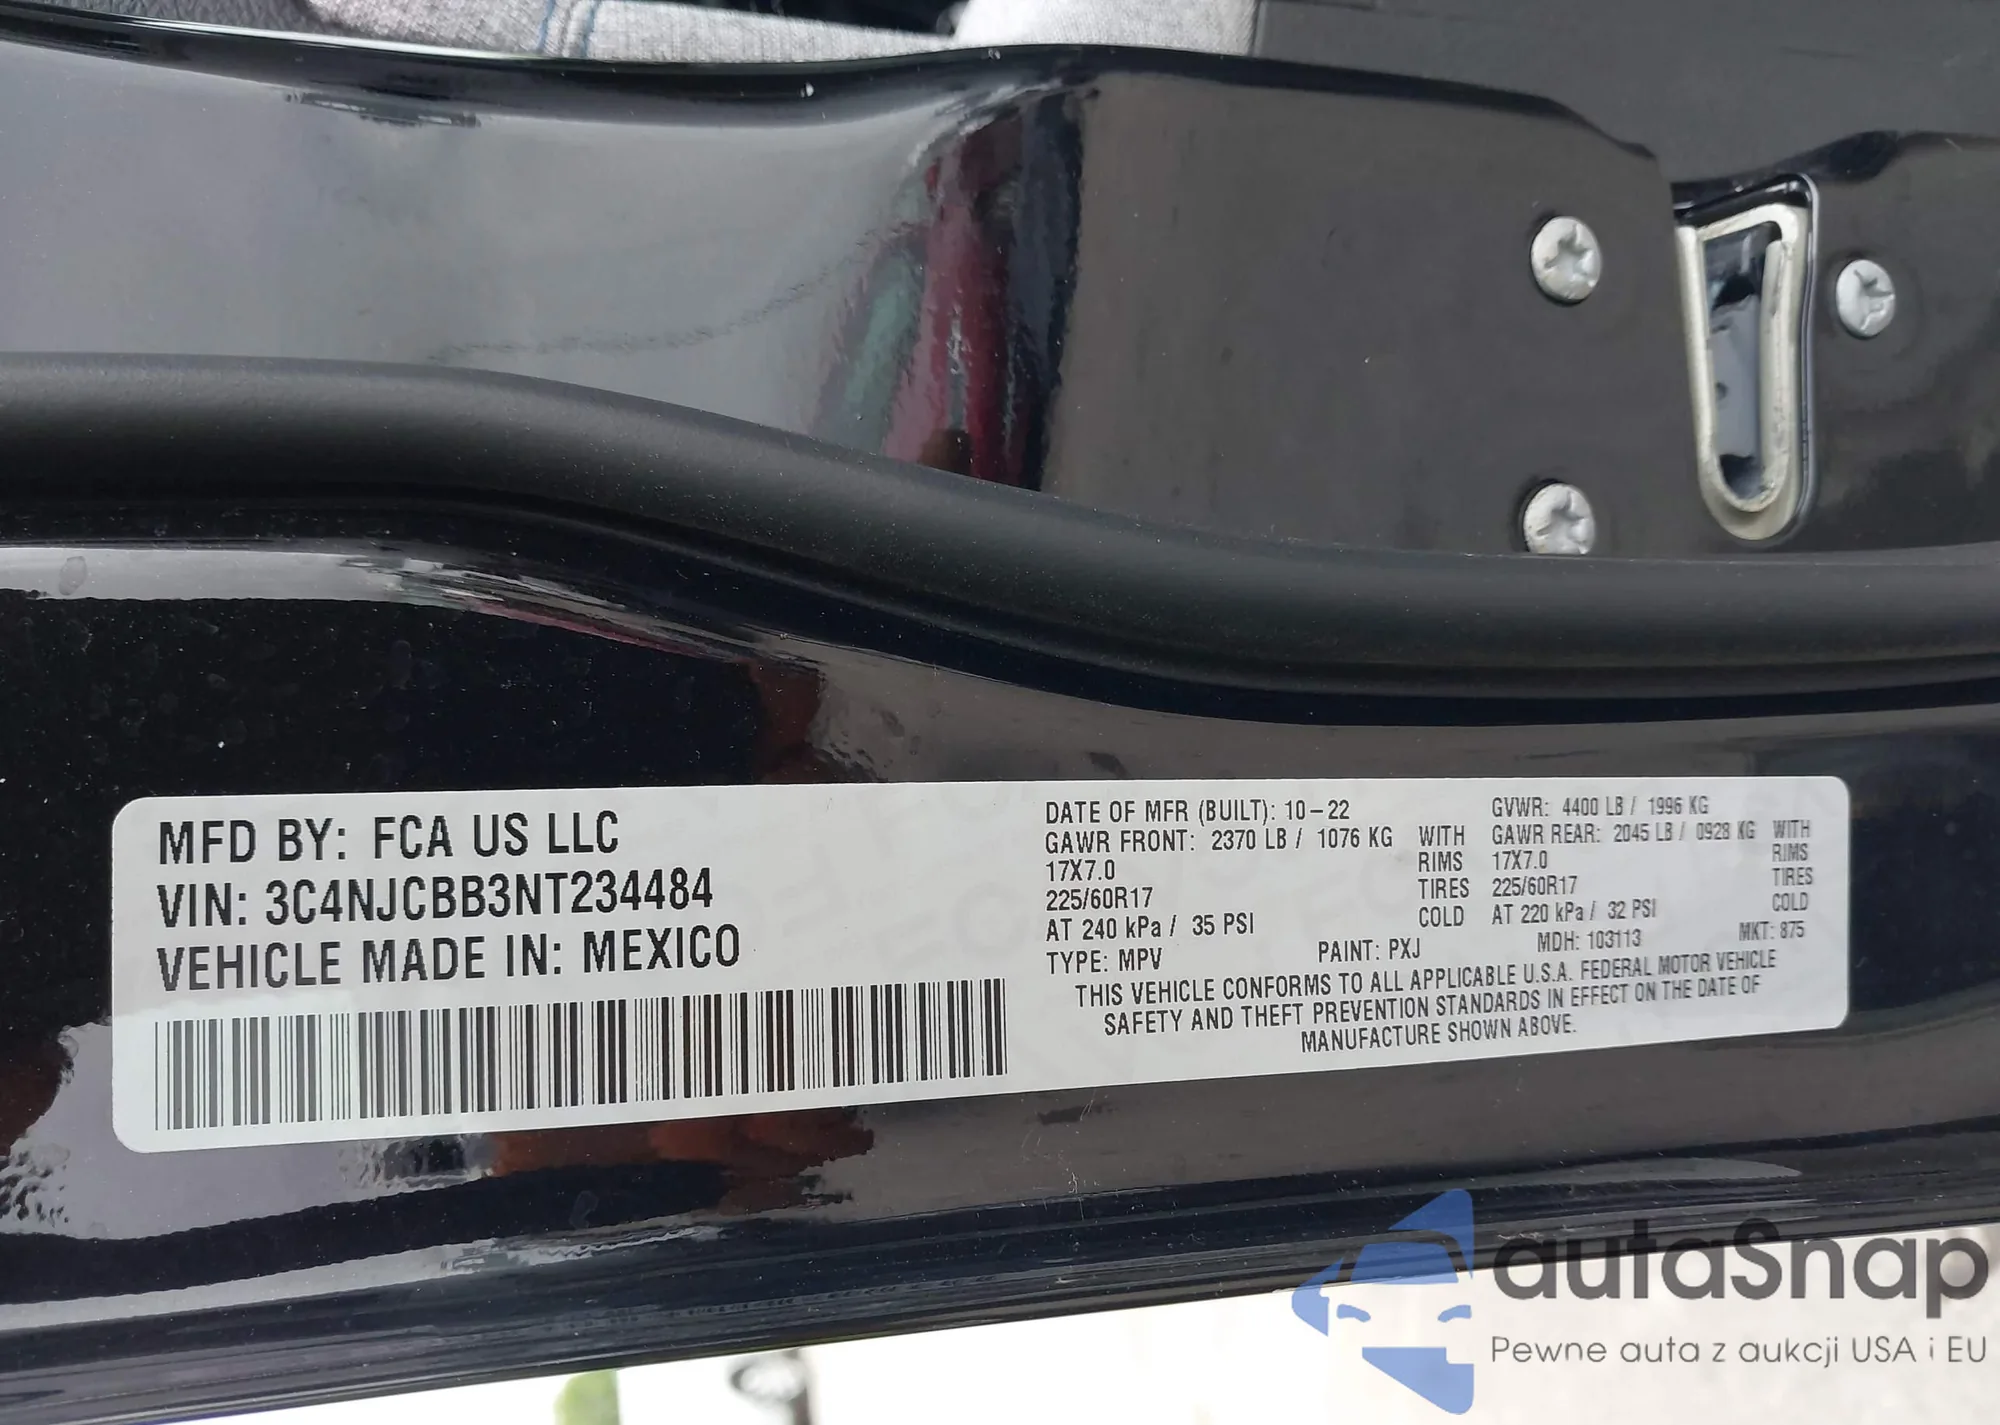 MFD BY: FCA US LLC
VIN: 3C4NJCBB3NT234484
VEHICLE MADE IN: MEXICO
DATE OF MFR (BUILT): 10-22 GVWR: 4400 LB / 1996 KG
GAWR FRONT: 2370 LB / 1076 KG WITH GAWR REAR: 2045 LB / 0928 KG WITH
17X7.0 RIMS 17X7.0 RIMS
225/60R17 TIRES 225/60R17 TIRES
AT 240 kPa / 35 PSI COLD AT 220 kPa / 32 PSI COLD
TYPE: MPV PAINT: PXJ MDH: 103113 MKT: 875
THIS VEHICLE CONFORMS TO ALL APPLICABLE U.S.A. FEDERAL MOTOR VEHICLE
SAFETY AND THEFT PREVENTION STANDARDS IN EFFECT ON THE DATE OF
MANUFACTURE SHOWN ABOVE.
autaSnap
Pewne auta z aukcji USA i EU